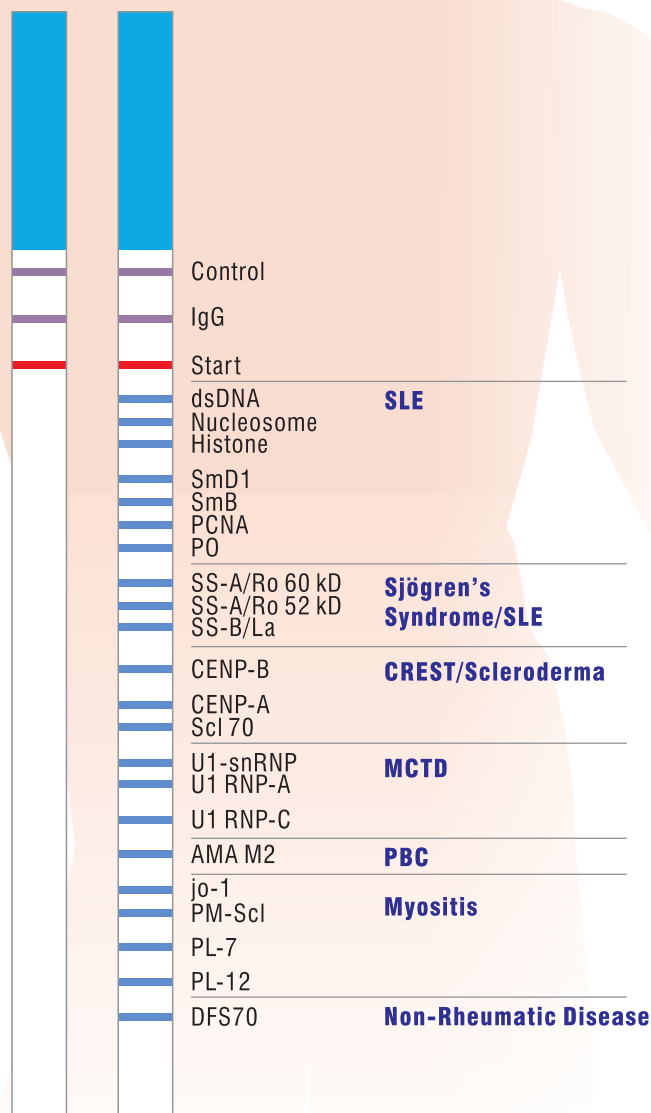 Control
IgG
Start
dsDNA
SLE
Nucleosome
Histone
SmD1
SmB
PCNA
PO
SS-A/Ro 60 kD
Sjögren's
SS-A/Ro 52 kD
Syndrome/SLE
SS-B/La
CENP-B
CREST/Scleroderma
CENP-A
Scl 70
U1-snRNP
MCTD
U1 RNP-A
U1 RNP-C
AMA M2
PBC
jo-1
Myositis
PM-Scl
PL-7
PL-12
DFS70
Non-Rheumatic Disease